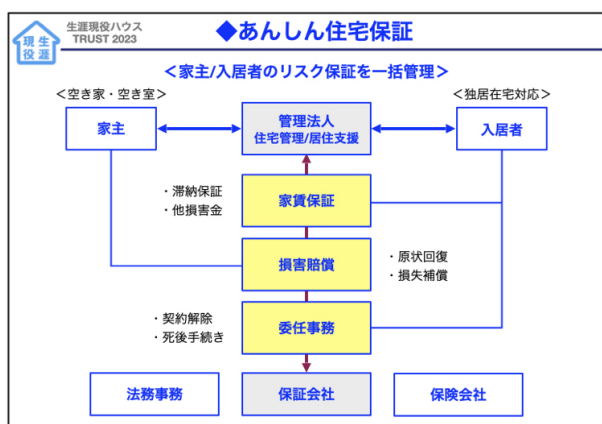 生涯
現役
生涯現役ハウス
TRUST 2023
◆あんしん住宅保証
＜家主/入居者のリスク保証を一括管理＞
＜空き家・空き室＞
＜独居在宅対応＞
家主
管理法人
住宅管理/居住支援
入居者
・滞納保証
・他損害金
家賃保証
損害賠償
・原状回復
・損失補償
・契約解除
・死後手続き
委任事務
法務事務
保証会社
保険会社